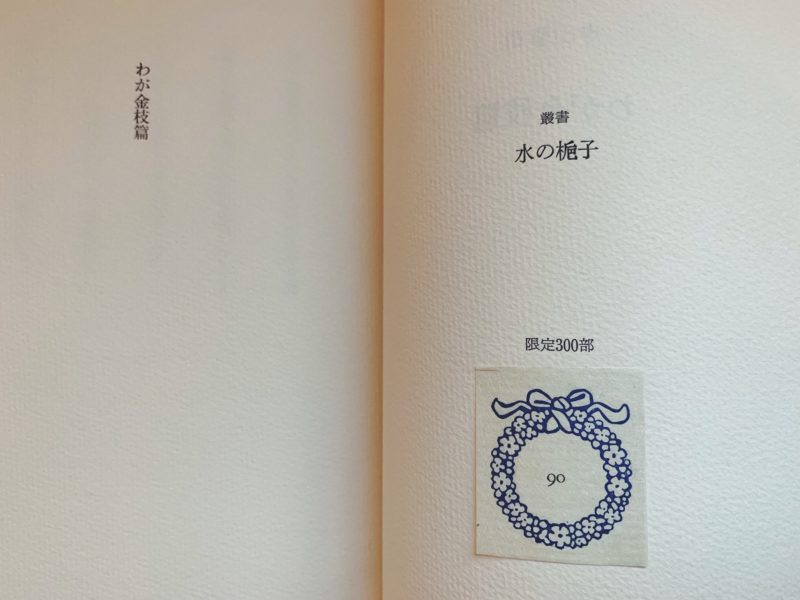 わが金枝篇
叢書
水の梔子
限定300部
90